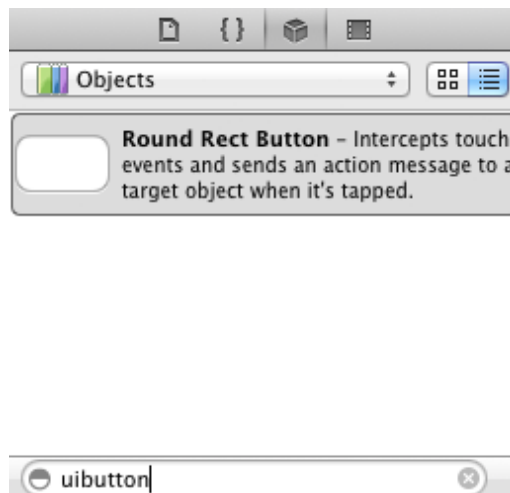 { }
Objects
Round Rect Button – Intercepts touch
events and sends an action message to a
target object when it's tapped.
uibutton